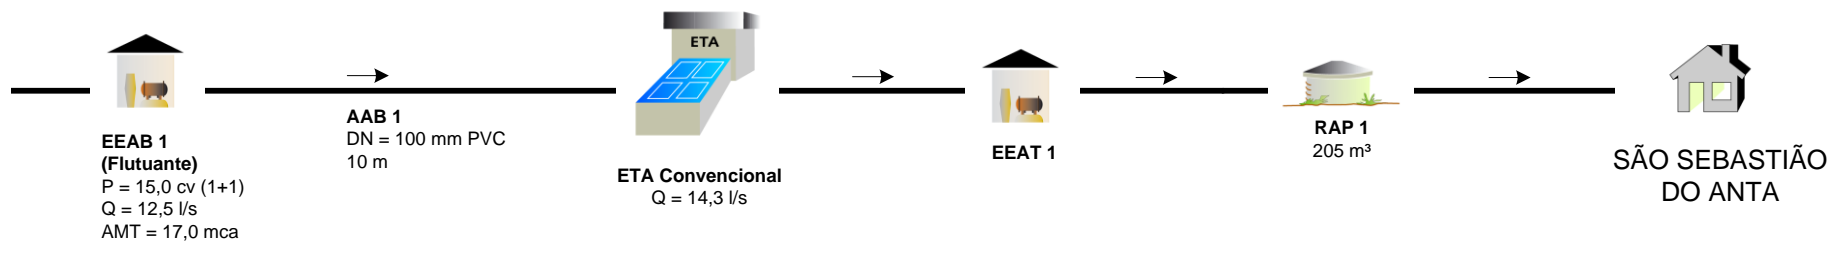 EEAB 1
(Flutuante)
P = 15,0 cv (1+1)
Q = 12,5 l/s
AMT = 17,0 mca
AAB 1
DN = 100 mm PVC
10 m
ETA
ETA Convencional
Q = 14,3 l/s
EEAT 1
RAP 1
205 m³
SÃO SEBASTIÃO
DO ANTA